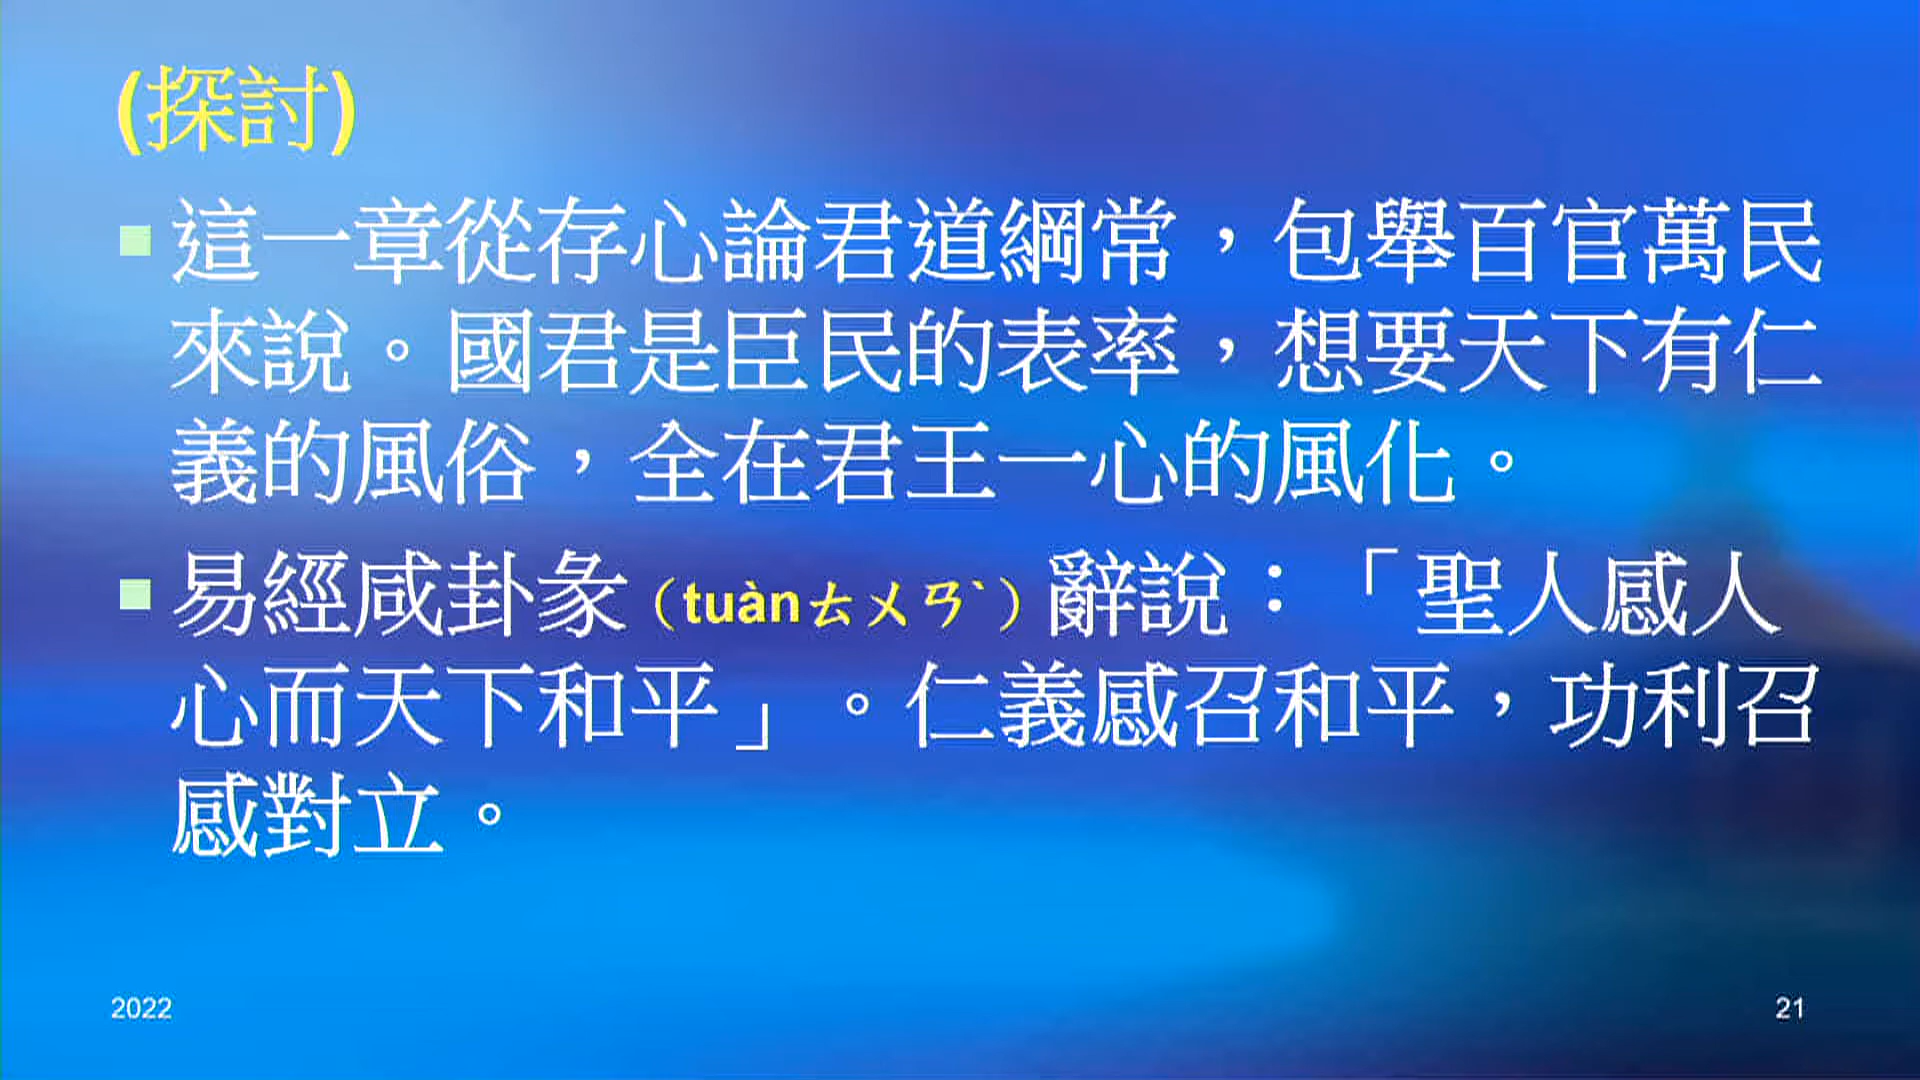 (探討)
這一章從存心論君道綱常，包舉百官萬民
來說。國君是臣民的表率，想要天下有仁
義的風俗，全在君王一心的風化。
易經咸卦彖（tuànㄊㄨㄢˋ）辭說：「聖人感人
心而天下和平」。仁義感召和平，功利召
感對立。
2022
21